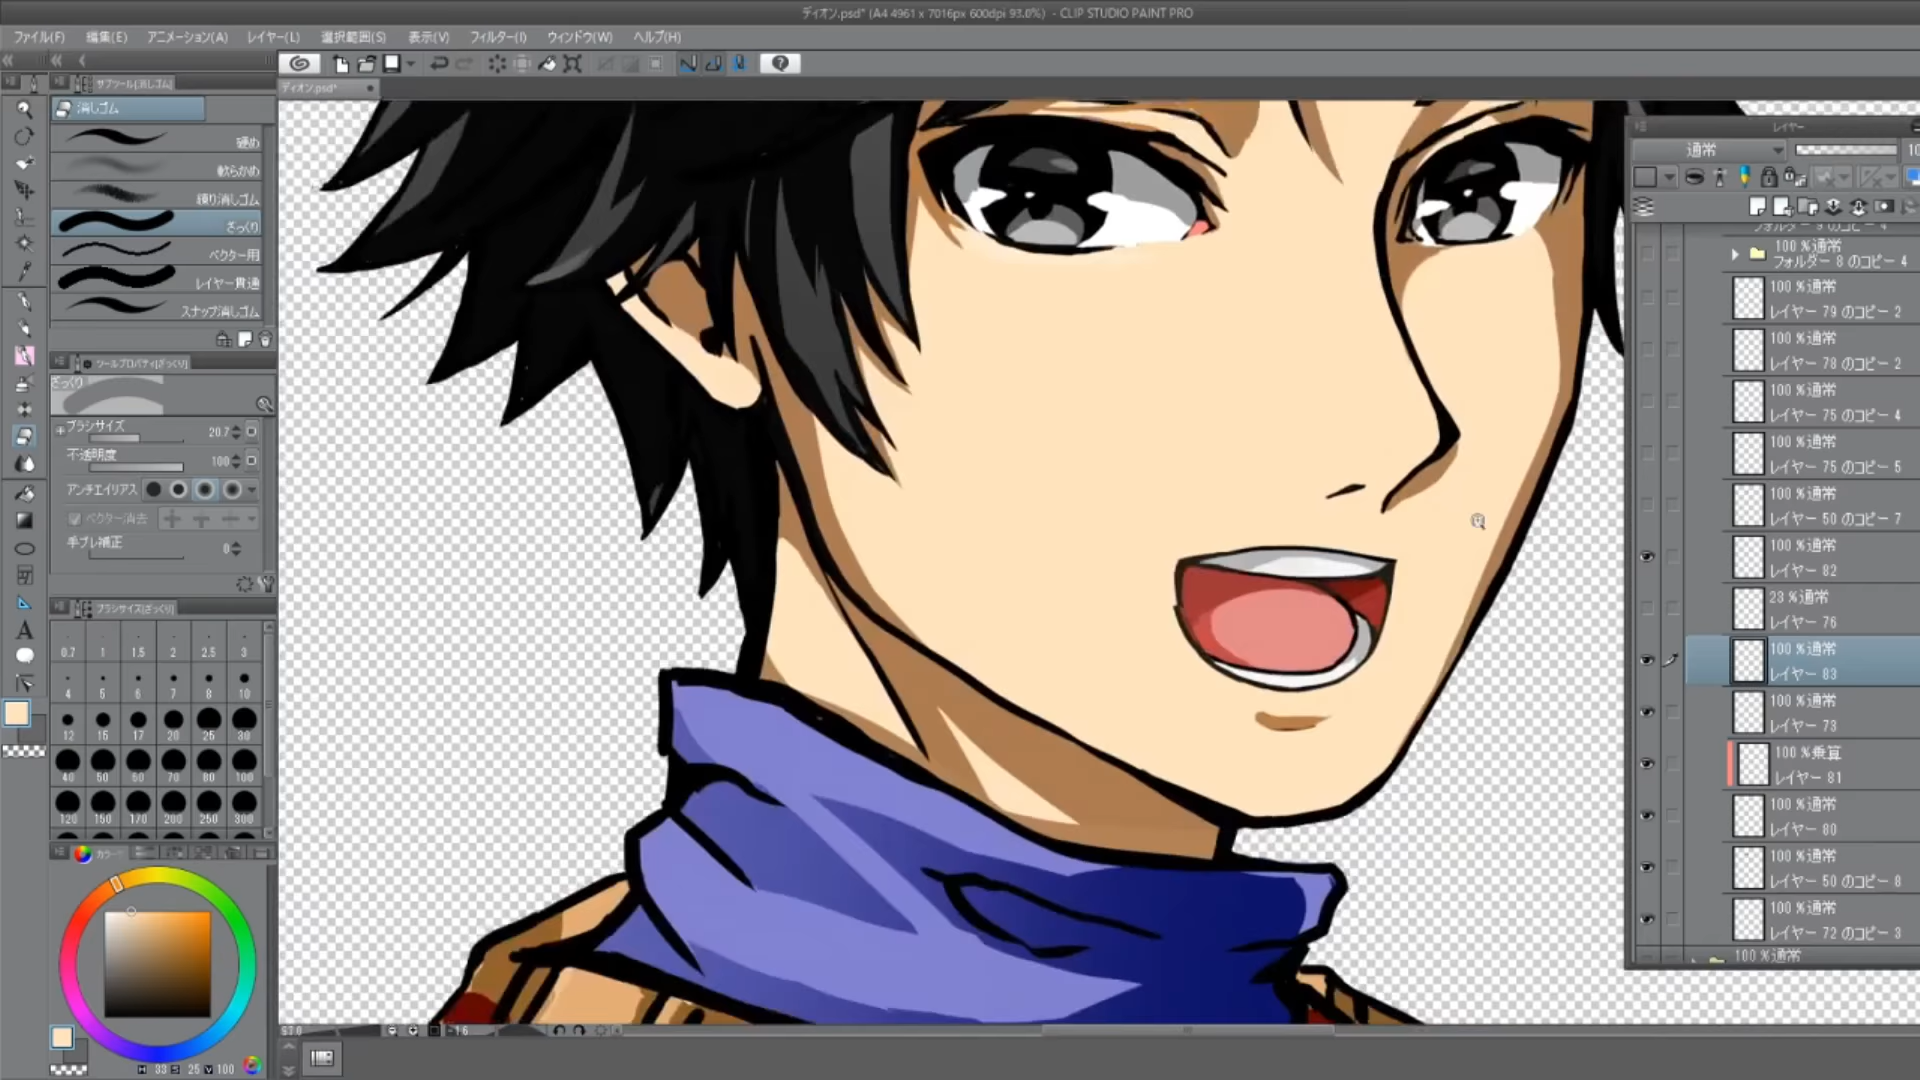 ディオン.psd* (A4 4961 x 7016px 600dpi 93.0%) - CLIP STUDIO PAINT PRO
ファイル(F) 編集(E) アニメーション(A) レイヤー(L) 選択範囲(S) 表示(V) フィルター(I) ウィンドウ(W) ヘルプ(H)
ディオン.psd*
サブツール[消しゴム]
消しゴム
硬め
軟らかめ
練り消しゴム
ざっくり
ベクター用
レイヤー貫通
スナップ消しゴム
ツールプロパティ[ざっくり]
ざっくり
ブラシサイズ 20.7
不透明度 100
アンチエイリアス
ベクター消去
手ブレ補正 0
ブラシサイズ[ざっくり]
0.7 1 1.5 2 2.5 3
4 5 6 7 8 10
12 15 17 20 25 30
40 50 60 70 80 100
120 150 170 200 250 300
カラー
33 25 V 100
レイヤー
通常 10
100 %通常
フォルダー 8 のコピー 4
100 %通常
レイヤー 79 のコピー 2
100 %通常
レイヤー 78 のコピー 2
100 %通常
レイヤー 75 のコピー 4
100 %通常
レイヤー 75 のコピー 5
100 %通常
レイヤー 50 のコピー 7
100 %通常
レイヤー 82
23 %通常
レイヤー 76
100 %通常
レイヤー 83
100 %通常
レイヤー 73
100 %乗算
レイヤー 81
100 %通常
レイヤー 80
100 %通常
レイヤー 50 のコピー 8
100 %通常
レイヤー 72 のコピー 3
100 %通常